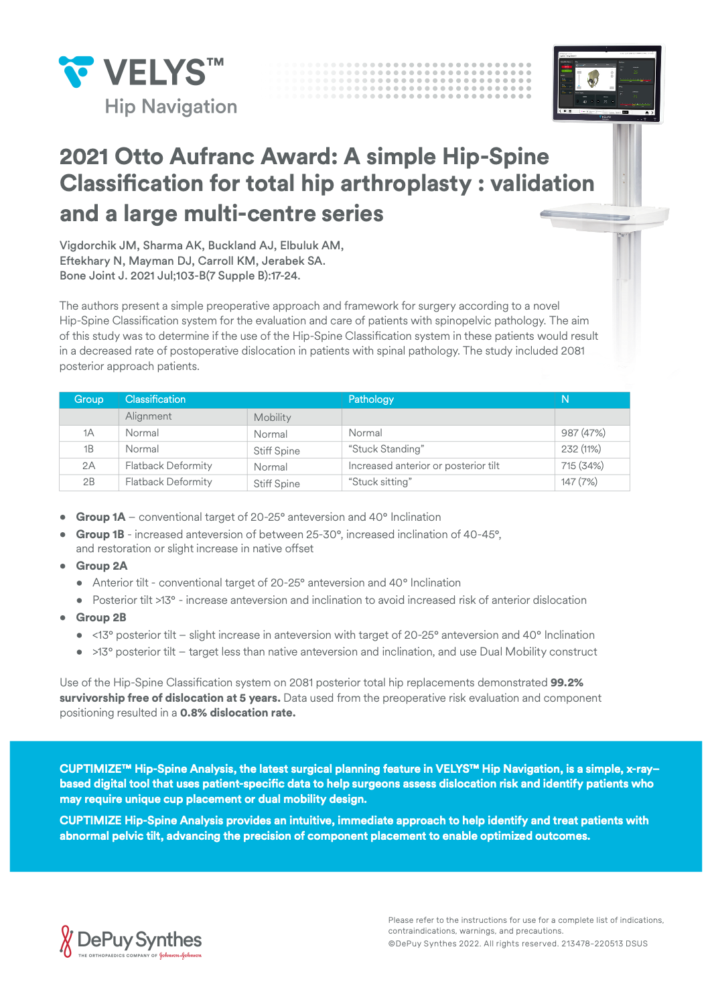 VELYS™
Hip Navigation
2021 Otto Aufranc Award: A simple Hip-Spine
Classification for total hip arthroplasty : validation
and a large multi-centre series
Vigdorchik JM, Sharma AK, Buckland AJ, Elbuluk AM,
Eftekhary N, Mayman DJ, Carroll KM, Jerabek SA.
Bone Joint J. 2021 Jul;103-B(7 Supple B):17-24.
The authors present a simple preoperative approach and framework for surgery according to a novel
Hip-Spine Classification system for the evaluation and care of patients with spinopelvic pathology. The aim
of this study was to determine if the use of the Hip-Spine Classification system in these patients would result
in a decreased rate of postoperative dislocation in patients with spinal pathology. The study included 2081
posterior approach patients.
Group Classification Pathology N
Alignment Mobility
1A Normal Normal Normal 987 (47%)
1B Normal Stiff Spine “Stuck Standing” 232 (11%)
2A Flatback Deformity Normal Increased anterior or posterior tilt 715 (34%)
2B Flatback Deformity Stiff Spine “Stuck sitting” 147 (7%)
● Group 1A – conventional target of 20-25° anteversion and 40° Inclination
● Group 1B - increased anteversion of between 25-30°, increased inclination of 40-45°,
and restoration or slight increase in native offset
● Group 2A
● Anterior tilt - conventional target of 20-25° anteversion and 40° Inclination
● Posterior tilt >13° - increase anteversion and inclination to avoid increased risk of anterior dislocation
● Group 2B
● <13° posterior tilt – slight increase in anteversion with target of 20-25° anteversion and 40° Inclination
● >13° posterior tilt – target less than native anteversion and inclination, and use Dual Mobility construct
Use of the Hip-Spine Classification system on 2081 posterior total hip replacements demonstrated 99.2%
survivorship free of dislocation at 5 years. Data used from the preoperative risk evaluation and component
positioning resulted in a 0.8% dislocation rate.
CUPTIMIZE™ Hip-Spine Analysis, the latest surgical planning feature in VELYS™ Hip Navigation, is a simple, x-ray–
based digital tool that uses patient-specific data to help surgeons assess dislocation risk and identify patients who
may require unique cup placement or dual mobility design.
CUPTIMIZE Hip-Spine Analysis provides an intuitive, immediate approach to help identify and treat patients with
abnormal pelvic tilt, advancing the precision of component placement to enable optimized outcomes.
DePuy Synthes
THE ORTHOPAEDICS COMPANY OF Johnson & Johnson
Please refer to the instructions for use for a complete list of indications,
contraindications, warnings, and precautions.
©DePuy Synthes 2022. All rights reserved. 213478-220513 DSUS